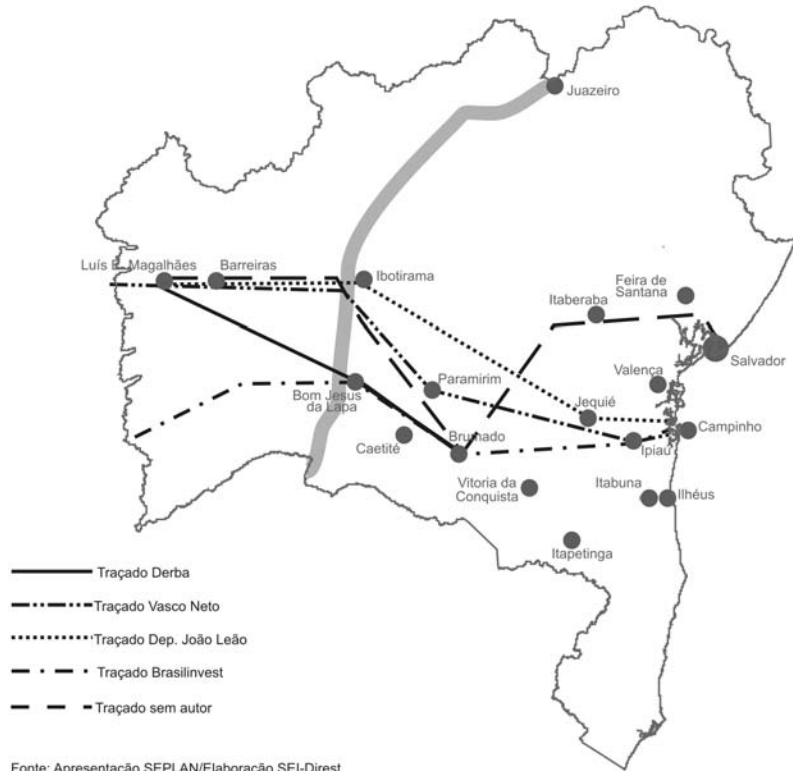 Juazeiro
Luís E. Magalhães
Barreiras
Ibotirama
Feira de
Santana
Itaberaba
Salvador
Valença
Paramirim
Bom Jesus
da Lapa
Jequié
Campinho
Brumado
Ipiaú
Caetité
Vitoria da
Conquista
Itabuna
Ilhéus
Itapetinga
Traçado Derba
Traçado Vasco Neto
Traçado Dep. João Leão
Traçado Brasilinvest
Traçado sem autor
Fonte: Apresentação SEPLAN/Elaboração SEI-Direst